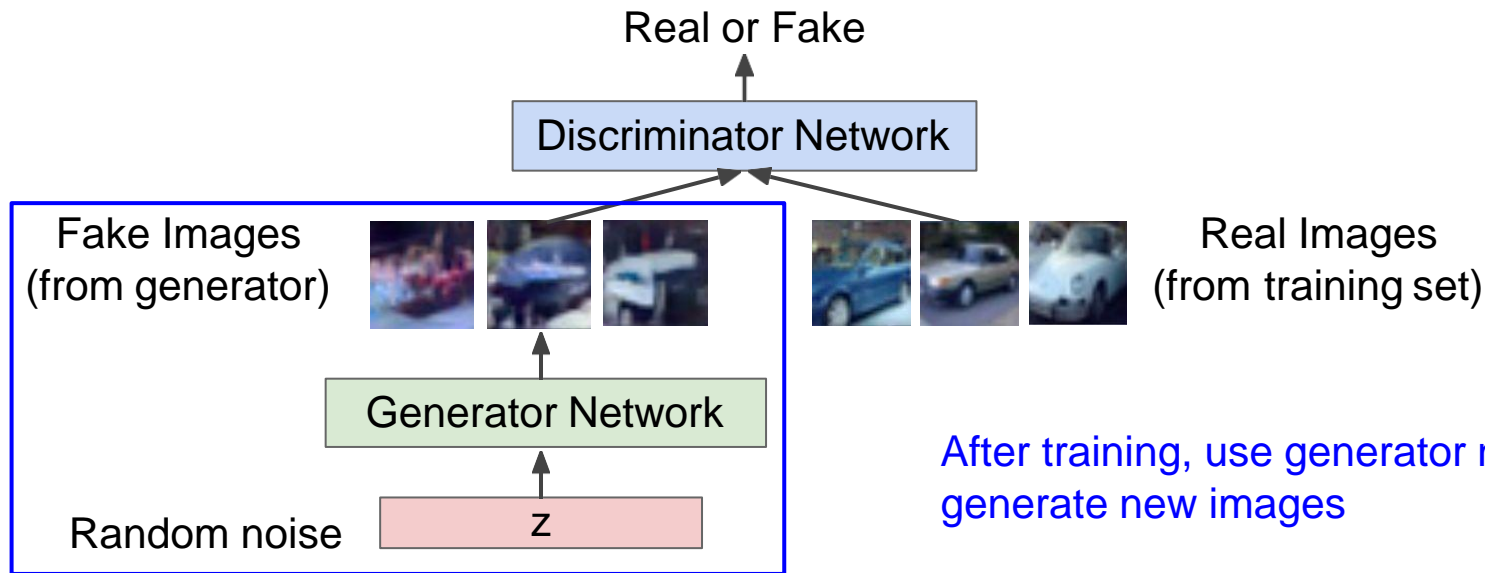 Real or Fake
Discriminator Network
Fake Images
(from generator)
Real Images
(from training set)
Generator Network
After training, use generator
generate new images
Random noise
z